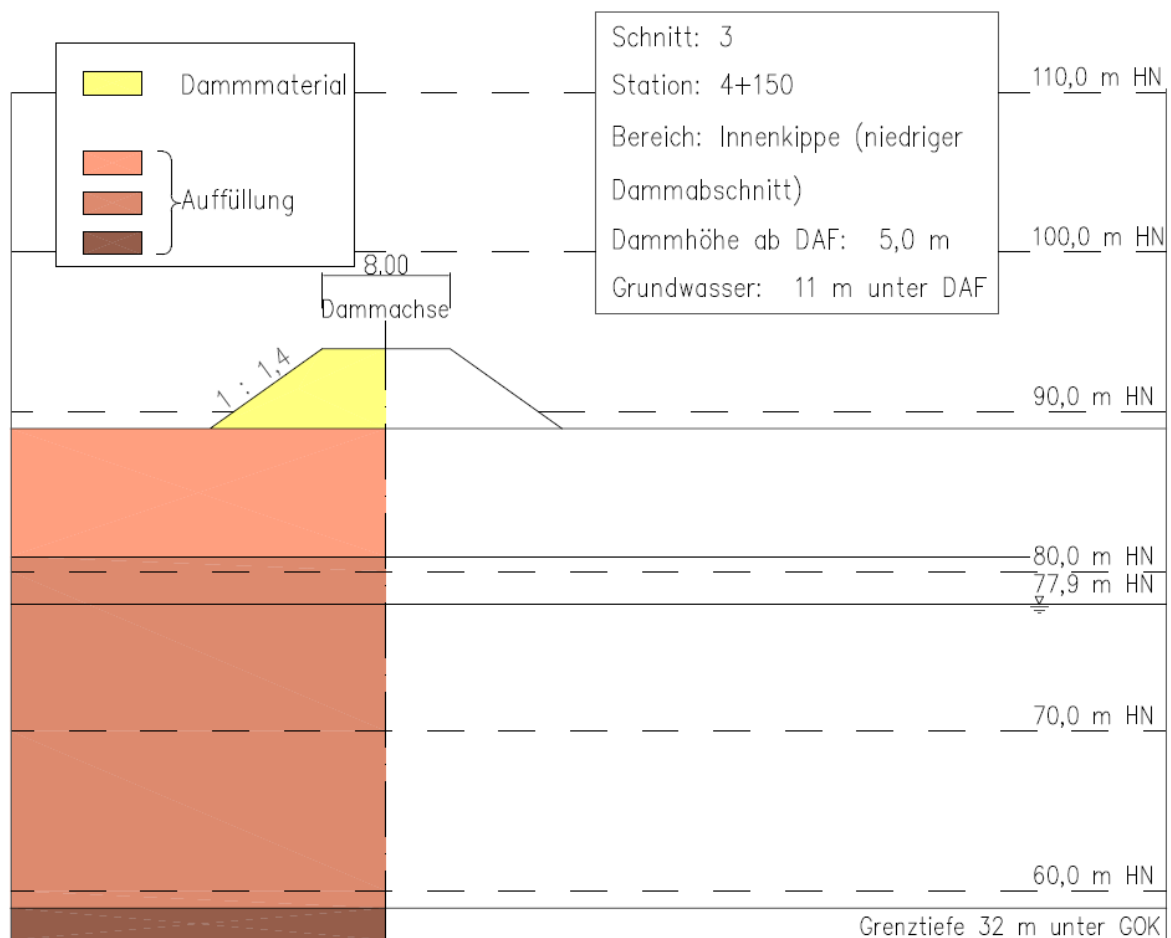 Dammmaterial
Auffüllung
Schnitt: 3
Station: 4+150
Bereich: Innenkippe (niedriger
Dammabschnitt)
Dammhöhe ab DAF: 5,0 m
Grundwasser: 11 m unter DAF
110,0 m HN
100,0 m HN
8,00
Dammachse
1 : 1,4
90,0 m HN
80,0 m HN
77,9 m HN
70,0 m HN
60,0 m HN
Grenztiefe 32 m unter GOK